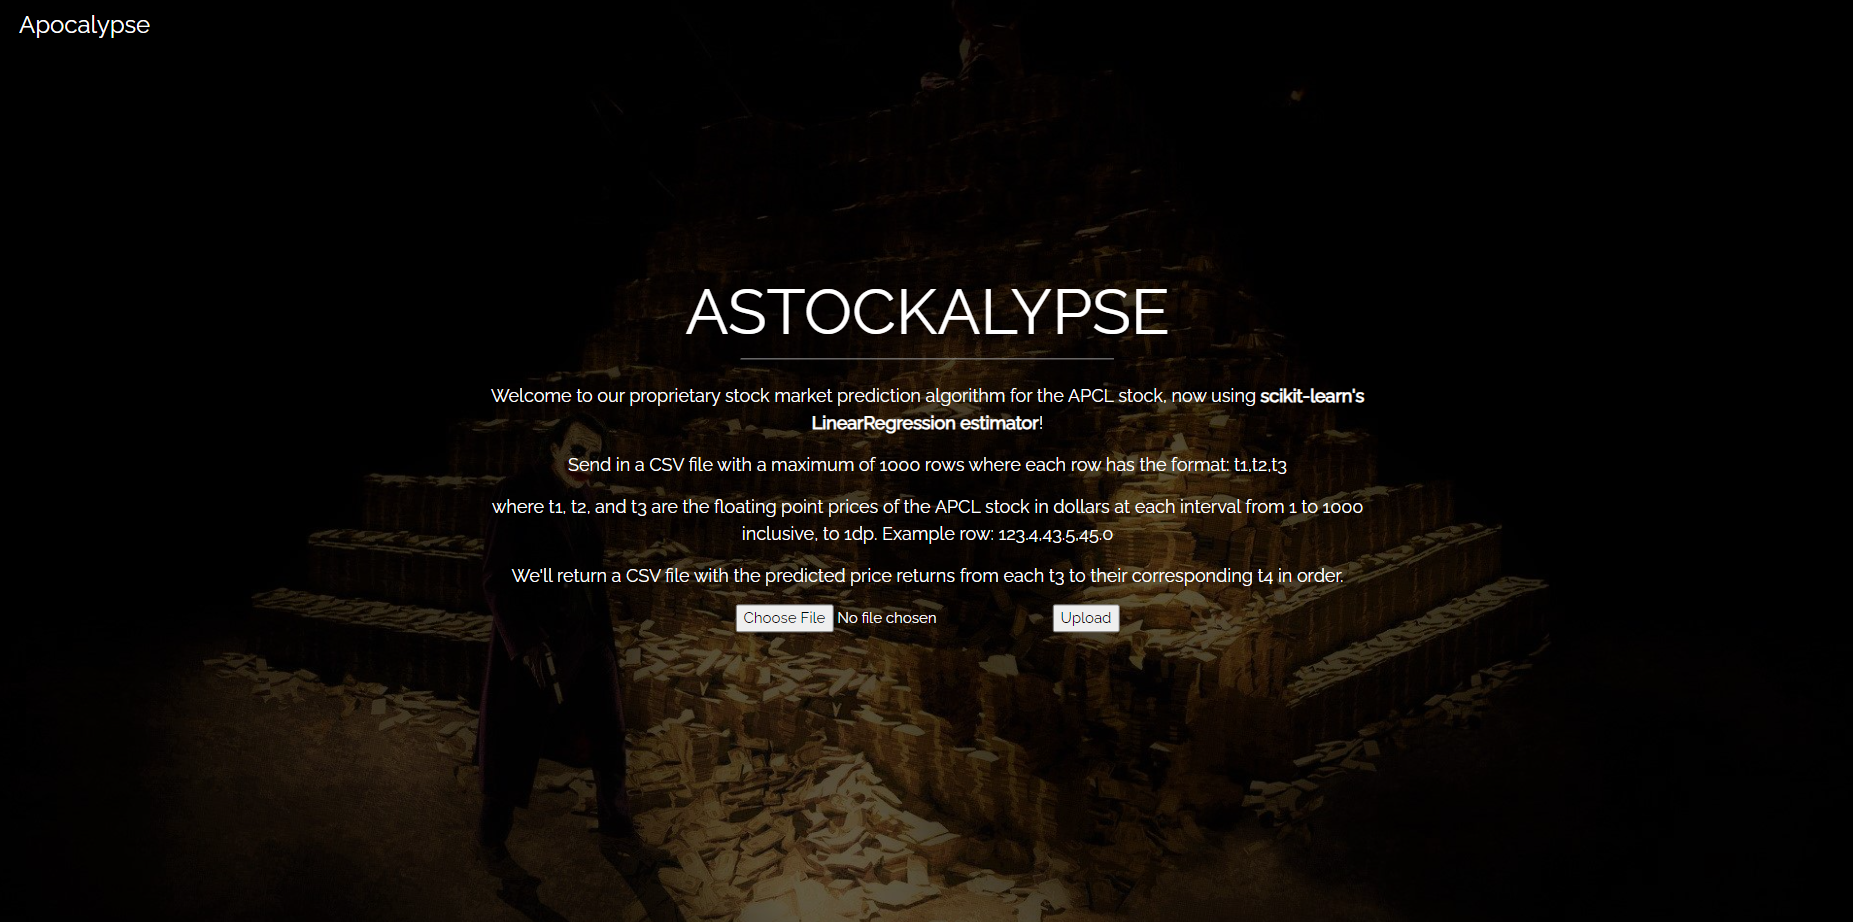 Apocalypse
ASTOCKALYPSE
Welcome to our proprietary stock market prediction algorithm for the APCL stock, now using scikit-learn's
LinearRegression estimator!
Send in a CSV file with a maximum of 1000 rows where each row has the format: t1,t2,t3
where t1, t2, and t3 are the floating point prices of the APCL stock in dollars at each interval from 1 to 1000
inclusive, to 1dp. Example row: 123.4,43.5,45.0
We'll return a CSV file with the predicted price returns from each t3 to their corresponding t4 in order.
Choose File No file chosen Upload